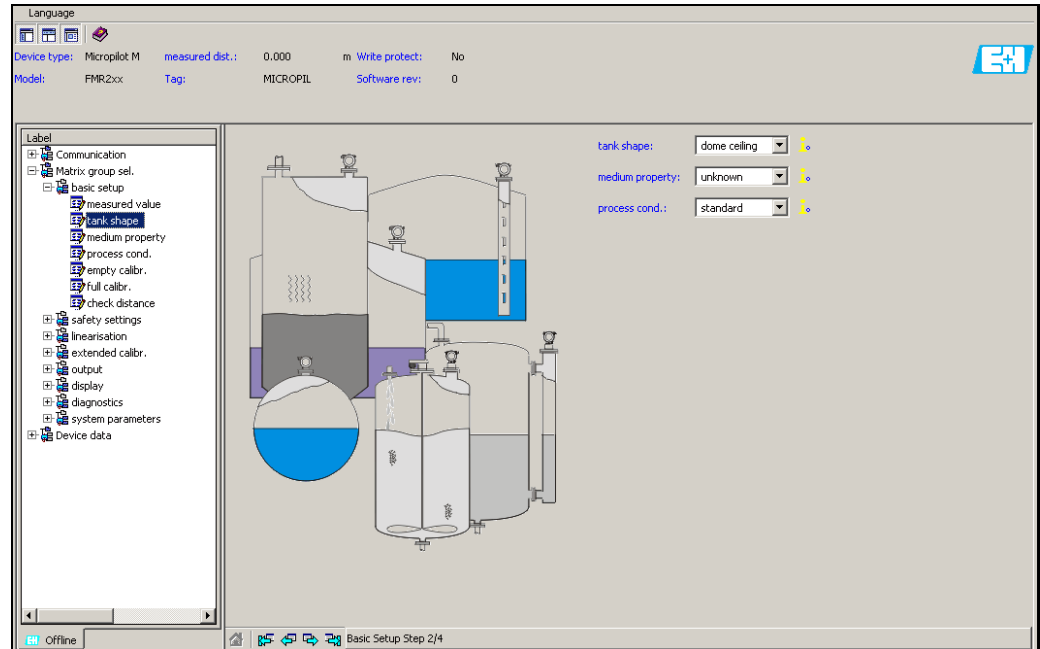 Language
Device type: Micropilot M measured dist.: 0.000 m Write protect: No
Model: FMR2xx Tag: MICROPIL Software rev: 0
E+H
Label
Communication
Matrix group sel.
basic setup
measured value
tank shape
medium property
process cond.
empty calibr.
full calibr.
check distance
safety settings
linearisation
extended calibr.
output
display
diagnostics
system parameters
Device data
tank shape: dome ceiling
medium property: unknown
process cond.: standard
Offline
Basic Setup Step 2/4